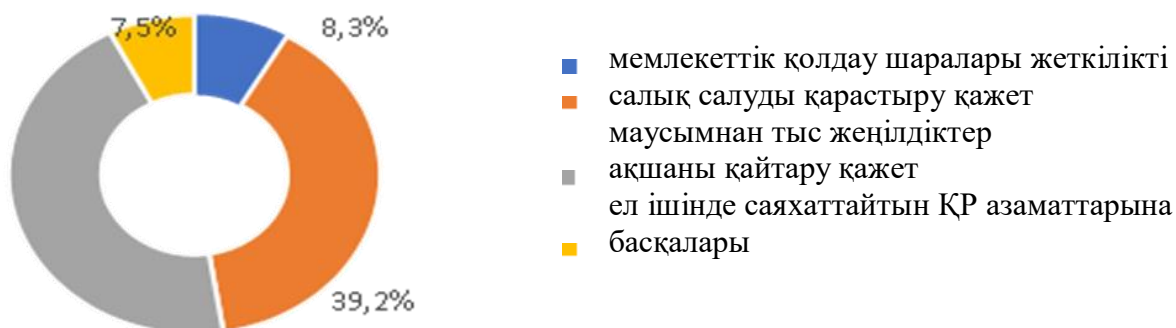 7,5%
8,3%
мемлекеттік қолдау шаралары жеткілікті
салық салуды қарастыру қажет
маусымнан тыс жеңілдіктер
ақшаны қайтару қажет
ел ішінде саяхаттайтын ҚР азаматтарына
басқалары
39,2%